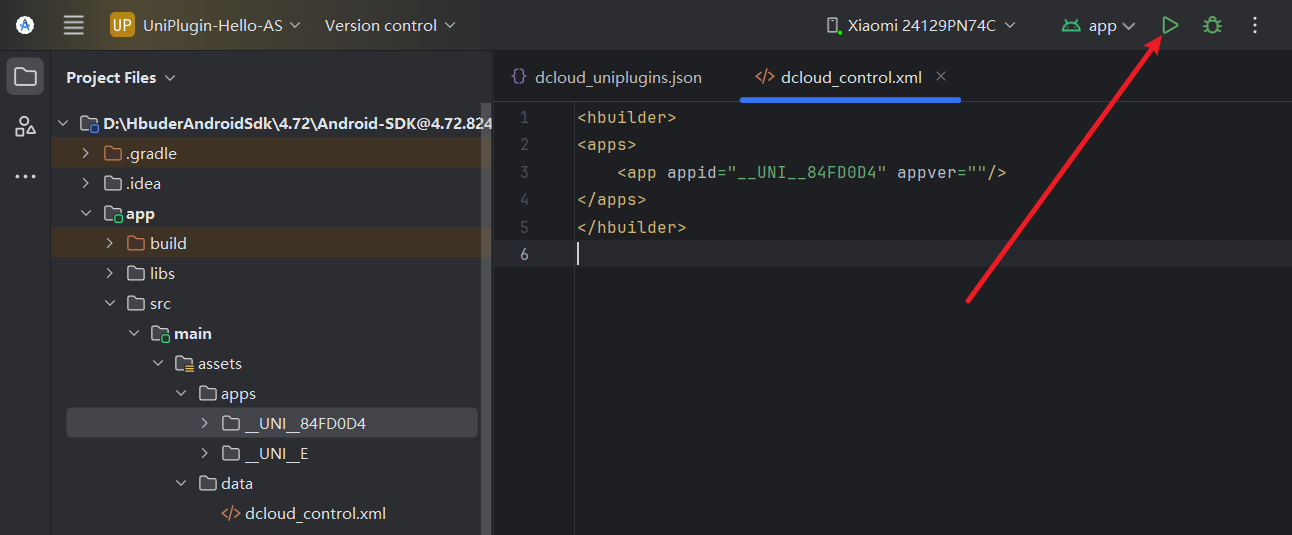 UP UniPlugin-Hello-AS Version control Xiaomi 24129PN74C app
Project Files
dcloud_uniplugins.json dcloud_control.xml
D:\HbuderAndroidSdk\4.72\Android-SDK@4.72.824
.gradle
.idea
app
build
libs
src
main
assets
apps
__UNI__84FD0D4
__UNI__E
data
dcloud_control.xml
1 <hbuilder>
2 <apps>
3 <app appid="__UNI__84FD0D4" appver=""/>
4 </apps>
5 </hbuilder>
6